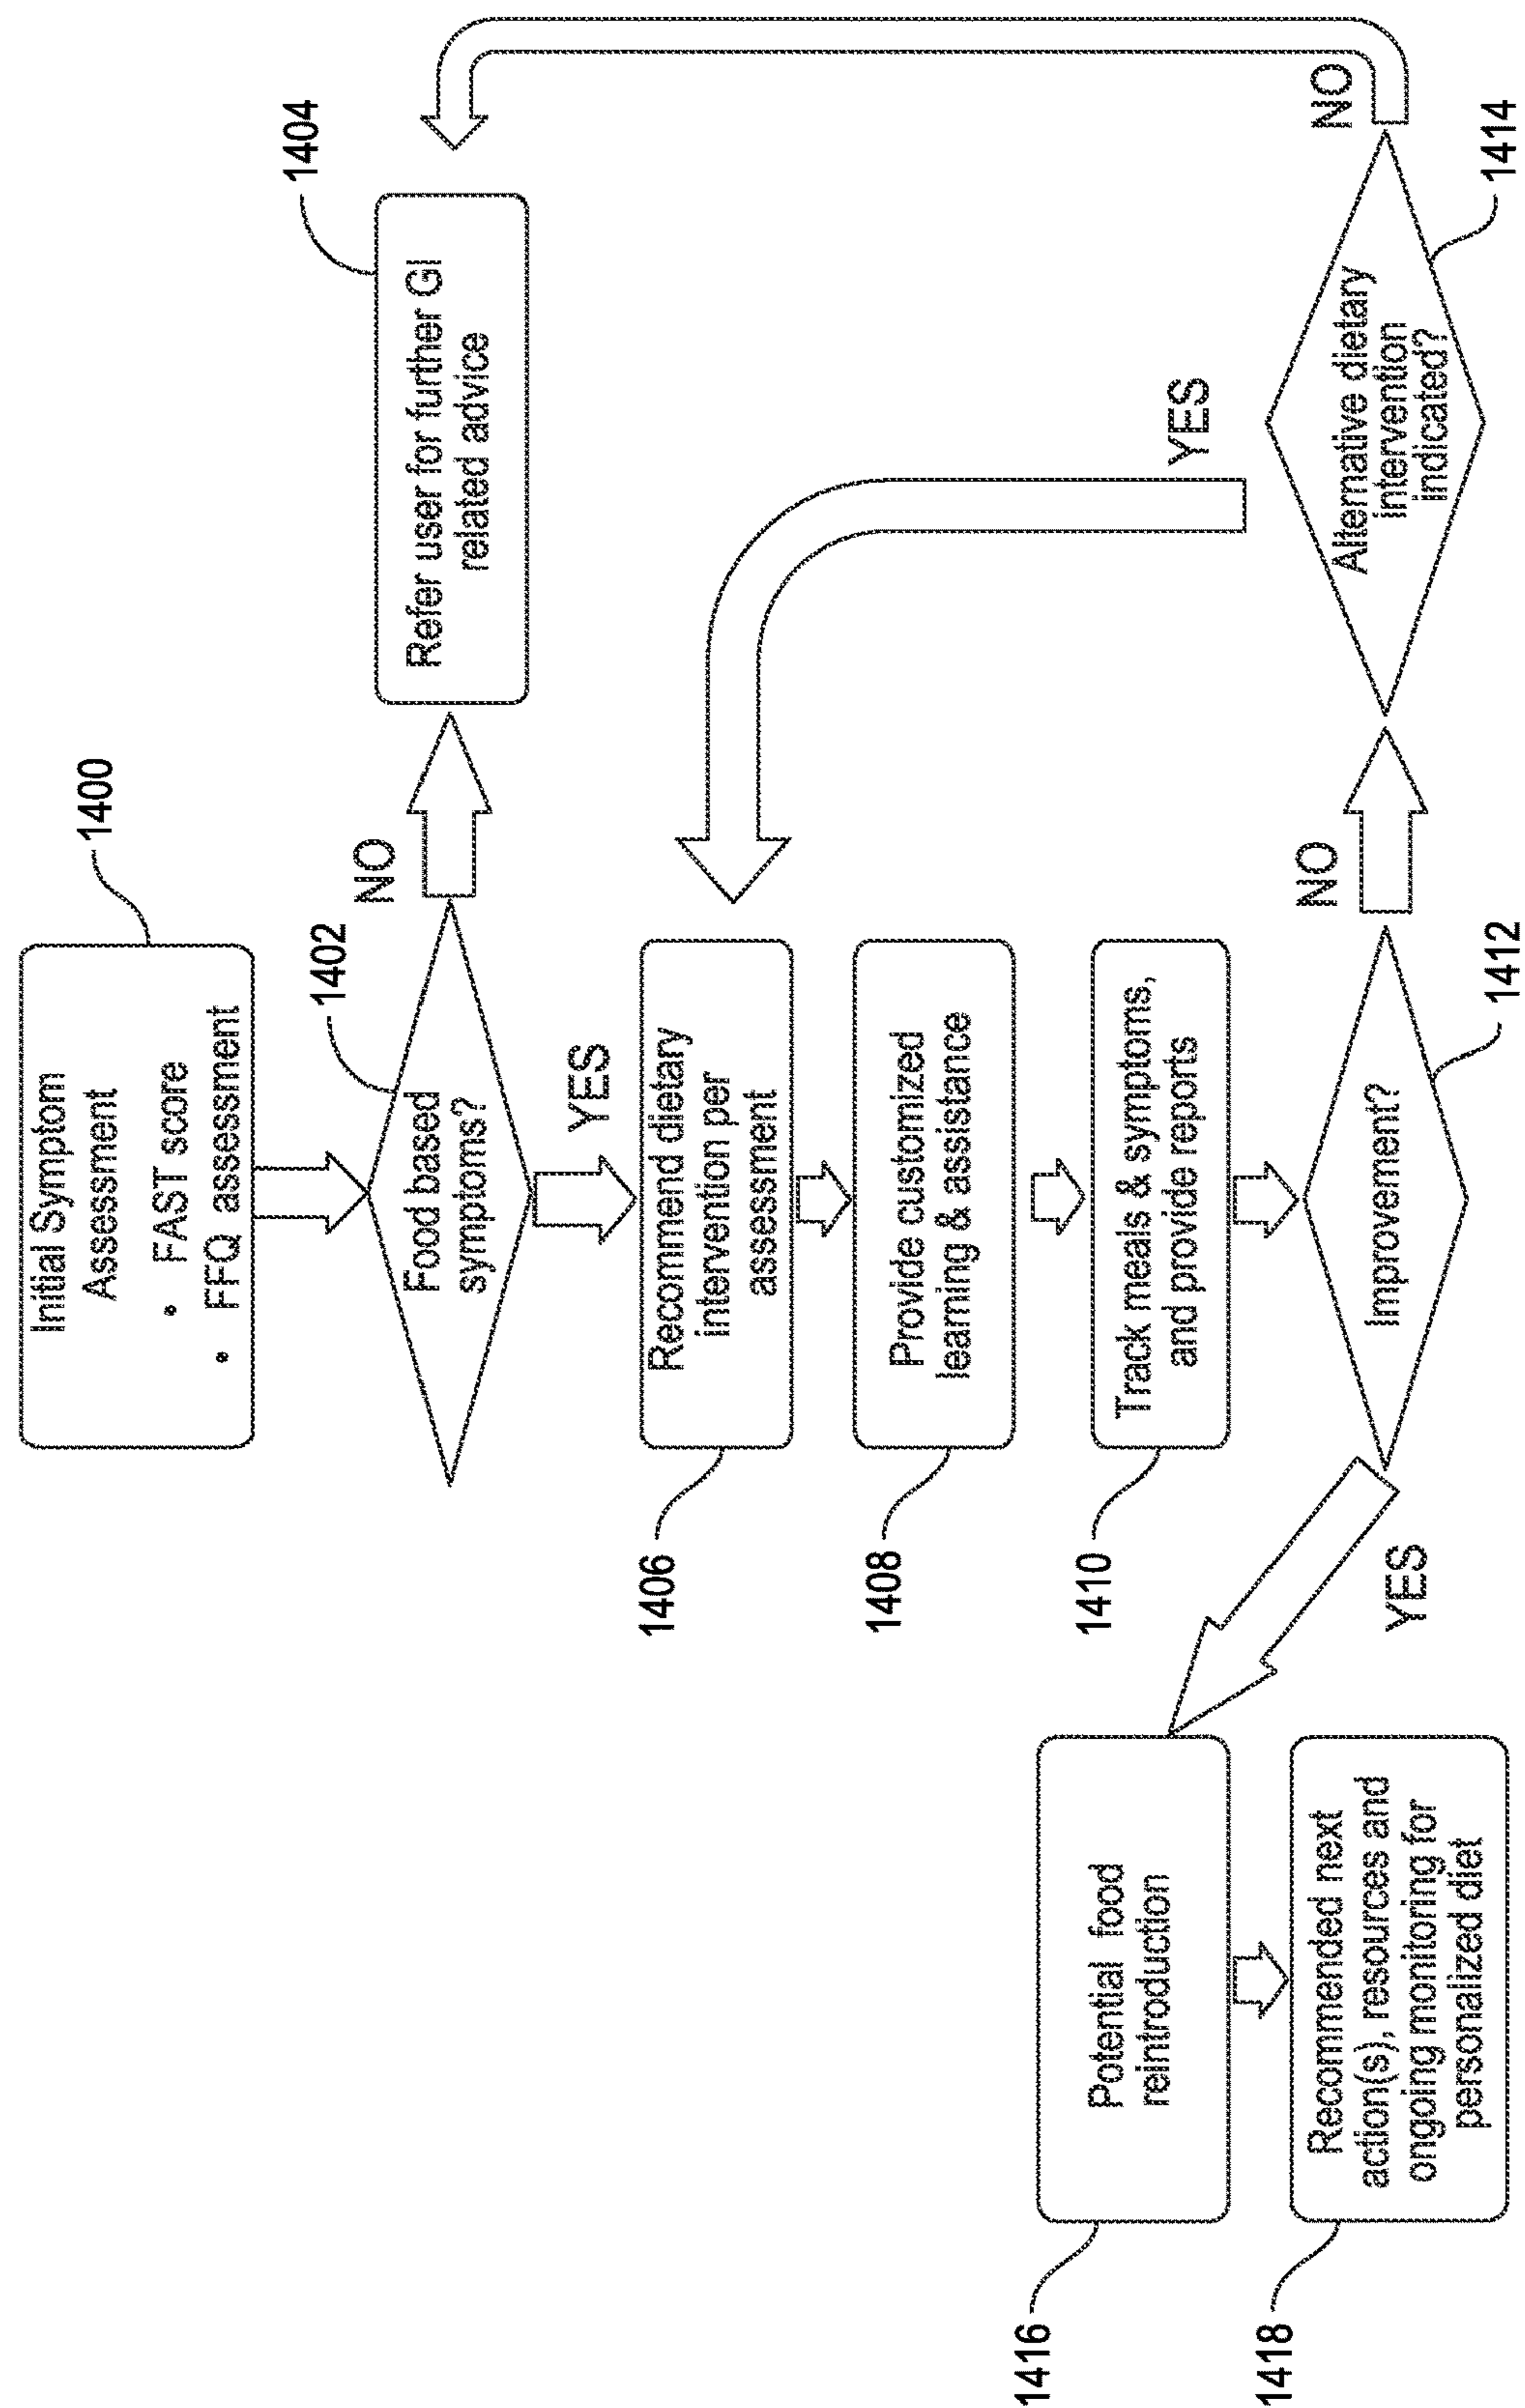 1400
Initial Symptom
Assessment
• FAST score
• FFQ assessment
1402
Food based
symptoms?
NO
1404
Refer user for further GI
related advice
YES
1406
Recommend dietary
intervention per
assessment
1408
Provide customized
learning & assistance
1410
Track meals & symptoms,
and provide reports
1412
Improvement?
NO
1414
Alternative dietary
intervention
indicated?
YES
NO
YES
1416
Potential food
reintroduction
1418
Recommended next
action(s), resources and
ongoing monitoring for
personalized diet